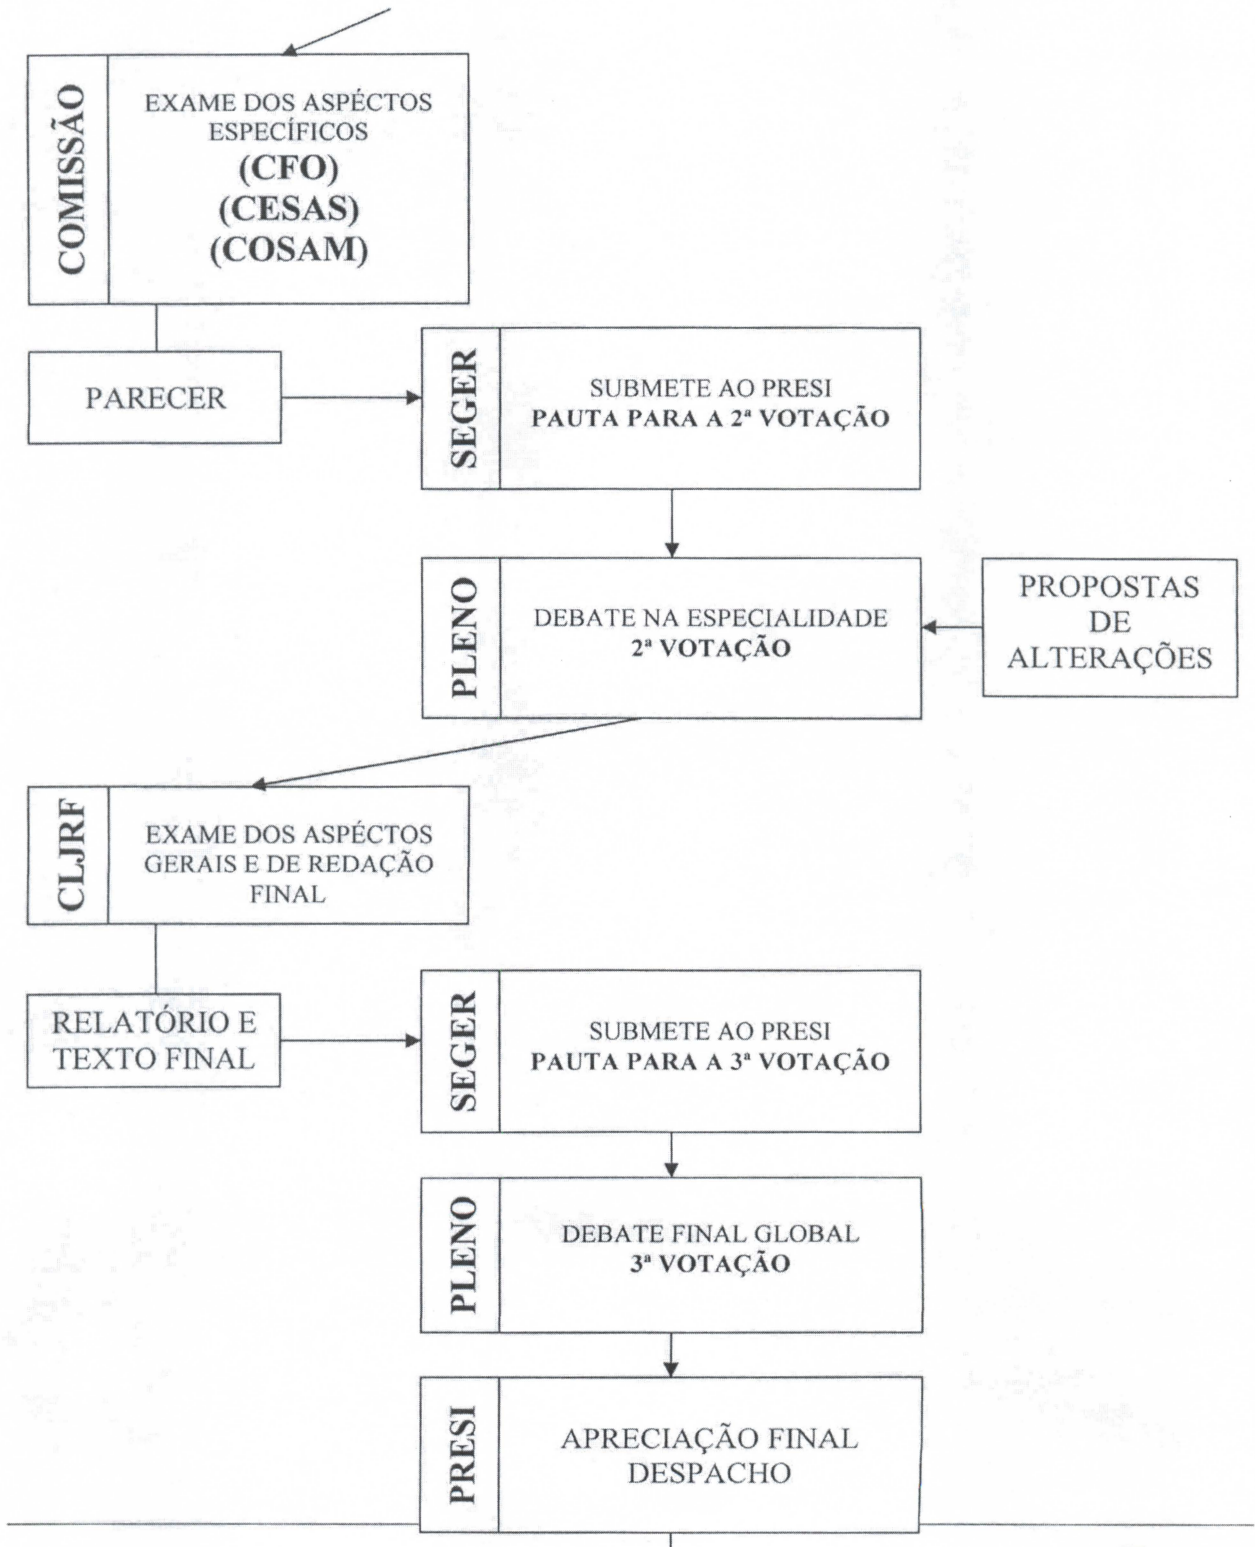 COMISSÃO
EXAME DOS ASPÉCTOS
ESPECÍFICOS
(CFO)
(CESAS)
(COSAM)
PARECER
SEGER
SUBMETE AO PRESI
PAUTA PARA A 2ª VOTAÇÃO
PLENO
DEBATE NA ESPECIALIDADE
2ª VOTAÇÃO
PROPOSTAS
DE
ALTERAÇÕES
CLJRF
EXAME DOS ASPÉCTOS
GERAIS E DE REDAÇÃO
FINAL
RELATÓRIO E
TEXTO FINAL
SEGER
SUBMETE AO PRESI
PAUTA PARA A 3ª VOTAÇÃO
PLENO
DEBATE FINAL GLOBAL
3ª VOTAÇÃO
PRESI
APRECIAÇÃO FINAL
DESPACHO